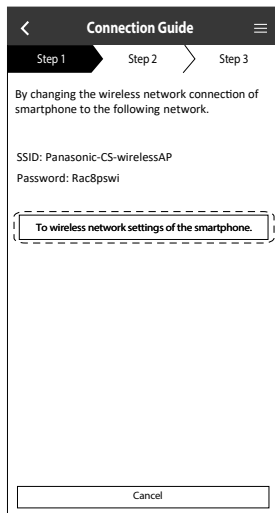 Connection Guide
Step 1
Step 2
Step 3
By changing the wireless network connection of
smartphone to the following network.
SSID: Panasonic-CS-wirelessAP
Password: Rac8pswi
To wireless network settings of the smartphone.
Cancel